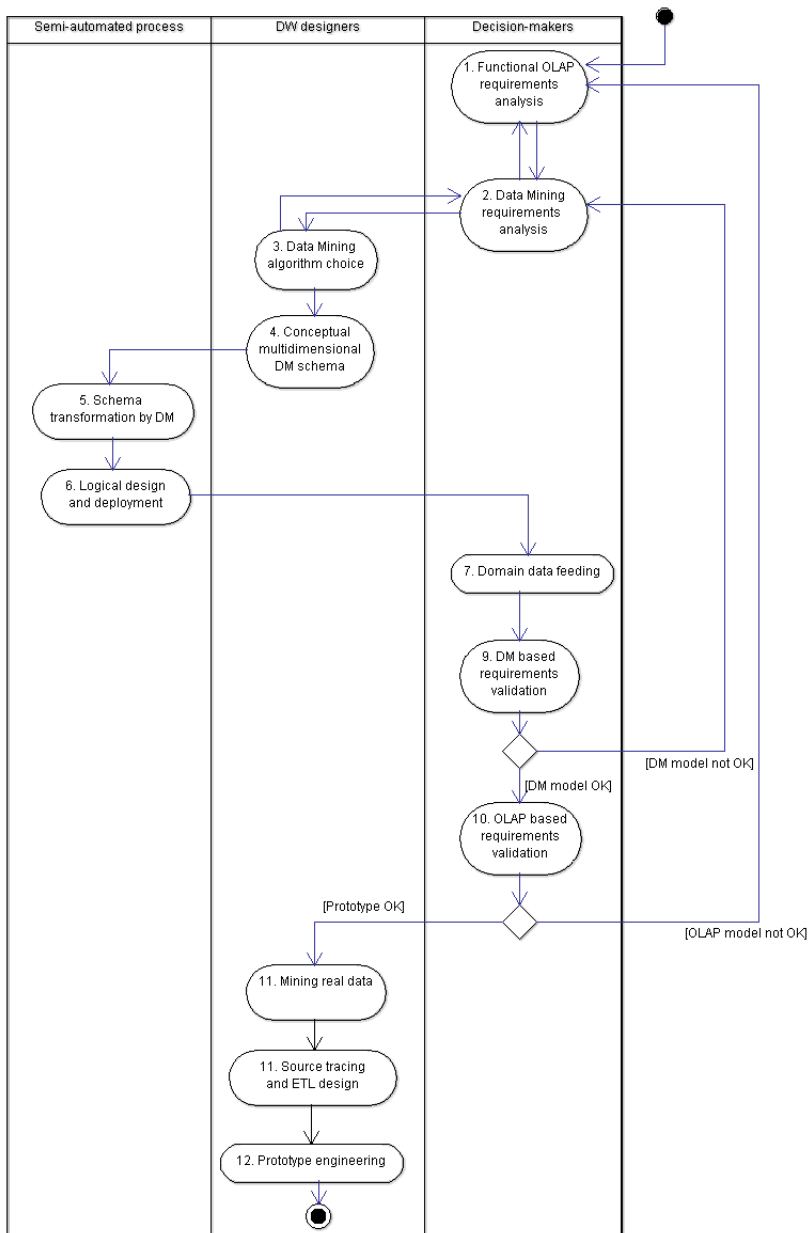 Semi-automated process
DW designers
Decision-makers
1. Functional OLAP
requirements
analysis
2. Data Mining
requirements
analysis
3. Data Mining
algorithm choice
4. Conceptual
multidimensional
DM schema
5. Schema
transformation by DM
6. Logical design
and deployment
7. Domain data feeding
9. DM based
requirements
validation
[DM model not OK]
[DM model OK]
10. OLAP based
requirements
validation
[Prototype OK]
[OLAP model not OK]
11. Mining real data
11. Source tracing
and ETL design
12. Prototype engineering